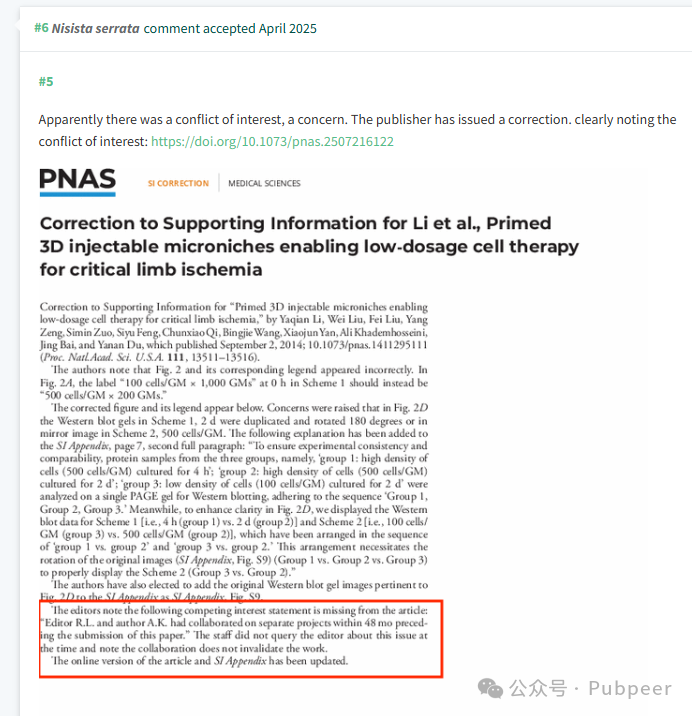 #6 Nisista serrata comment accepted April 2025
#5
Apparently there was a conflict of interest, a concern. The publisher has issued a correction. clearly noting the
conflict of interest: https://doi.org/10.1073/pnas.2507216122
PNAS
SI CORRECTION
MEDICAL SCIENCES
Correction to Supporting Information for Li et al., Primed
3D injectable microniches enabling low-dosage cell therapy
for critical limb ischemia
Correction to Supporting Information for “Primed 3D injectable microniches enabling
low-dosage cell therapy for critical limb ischemia,” by Yaqian Li, Wei Liu, Fei Liu, Yang
Zeng, Simin Zuo, Siyu Feng, Chunxiao Qi, Bingjie Wang, Xiaojun Yan, Ali Khademhosseini,
Jing Bai, and Yanan Du, which published September 2, 2014; 10.1073/pnas.1411295111
(Proc. Natl Acad. Sci. U.S.A. 111, 13511–13516).
The authors note that Fig. 2 and its corresponding legend appeared incorrectly. In
Fig. 2A, the label “100 cells/GM × 1,000 GMs” at 0 h in Scheme 1 should instead be
“500 cells/GM × 200 GMs.”
The corrected figure and its legend appear below. Concerns were raised that in Fig. 2D
the Western blot gels in Scheme 1, 2 d were duplicated and rotated 180 degrees or in
mirror image in Scheme 2, 500 cells/GM. The following explanation has been added to
the SI Appendix, page 7, second full paragraph: “To ensure experimental consistency and
comparability, protein samples from the three groups, namely, ‘group 1: high density of
cells (500 cells/GM) cultured for 4 h’; ‘group 2: high density of cells (500 cells/GM)
cultured for 2 d’; ‘group 3: low density of cells (100 cells/GM) cultured for 2 d’ were
analyzed on a single PAGE gel for Western blotting, adhering to the sequence ‘Group 1,
Group 2, Group 3.’ Meanwhile, to enhance clarity in Fig. 2D, we displayed the Western
blot data for Scheme 1 [i.e., 4 h (group 1) vs. 2 d (group 2)] and Scheme 2 [i.e., 100 cells/
GM (group 3) vs. 500 cells/GM (group 2)], which have been arranged in the sequence
of ‘group 1 vs. group 2’ and ‘group 3 vs. group 2.’ This arrangement necessitates the
rotation of the original images (SI Appendix, Fig. S9) (Group 1 vs. Group 2 vs. Group 3)
to properly display the Scheme 2 (Group 3 vs. Group 2).”
The authors have also elected to add the original Western blot gel images pertinent to
Fig. 2D to the SI Appendix as SI Appendix, Fig. S9.
The editors note the following competing interest statement is missing from the article:
“Editor R.L. and author A.K. had collaborated on separate projects within 48 mo preced-
ing the submission of this paper.” The staff did not query the editor about this issue at
the time and note the collaboration does not invalidate the work.
The online version of the article and SI Appendix has been updated.
公众号 · Pubpeer